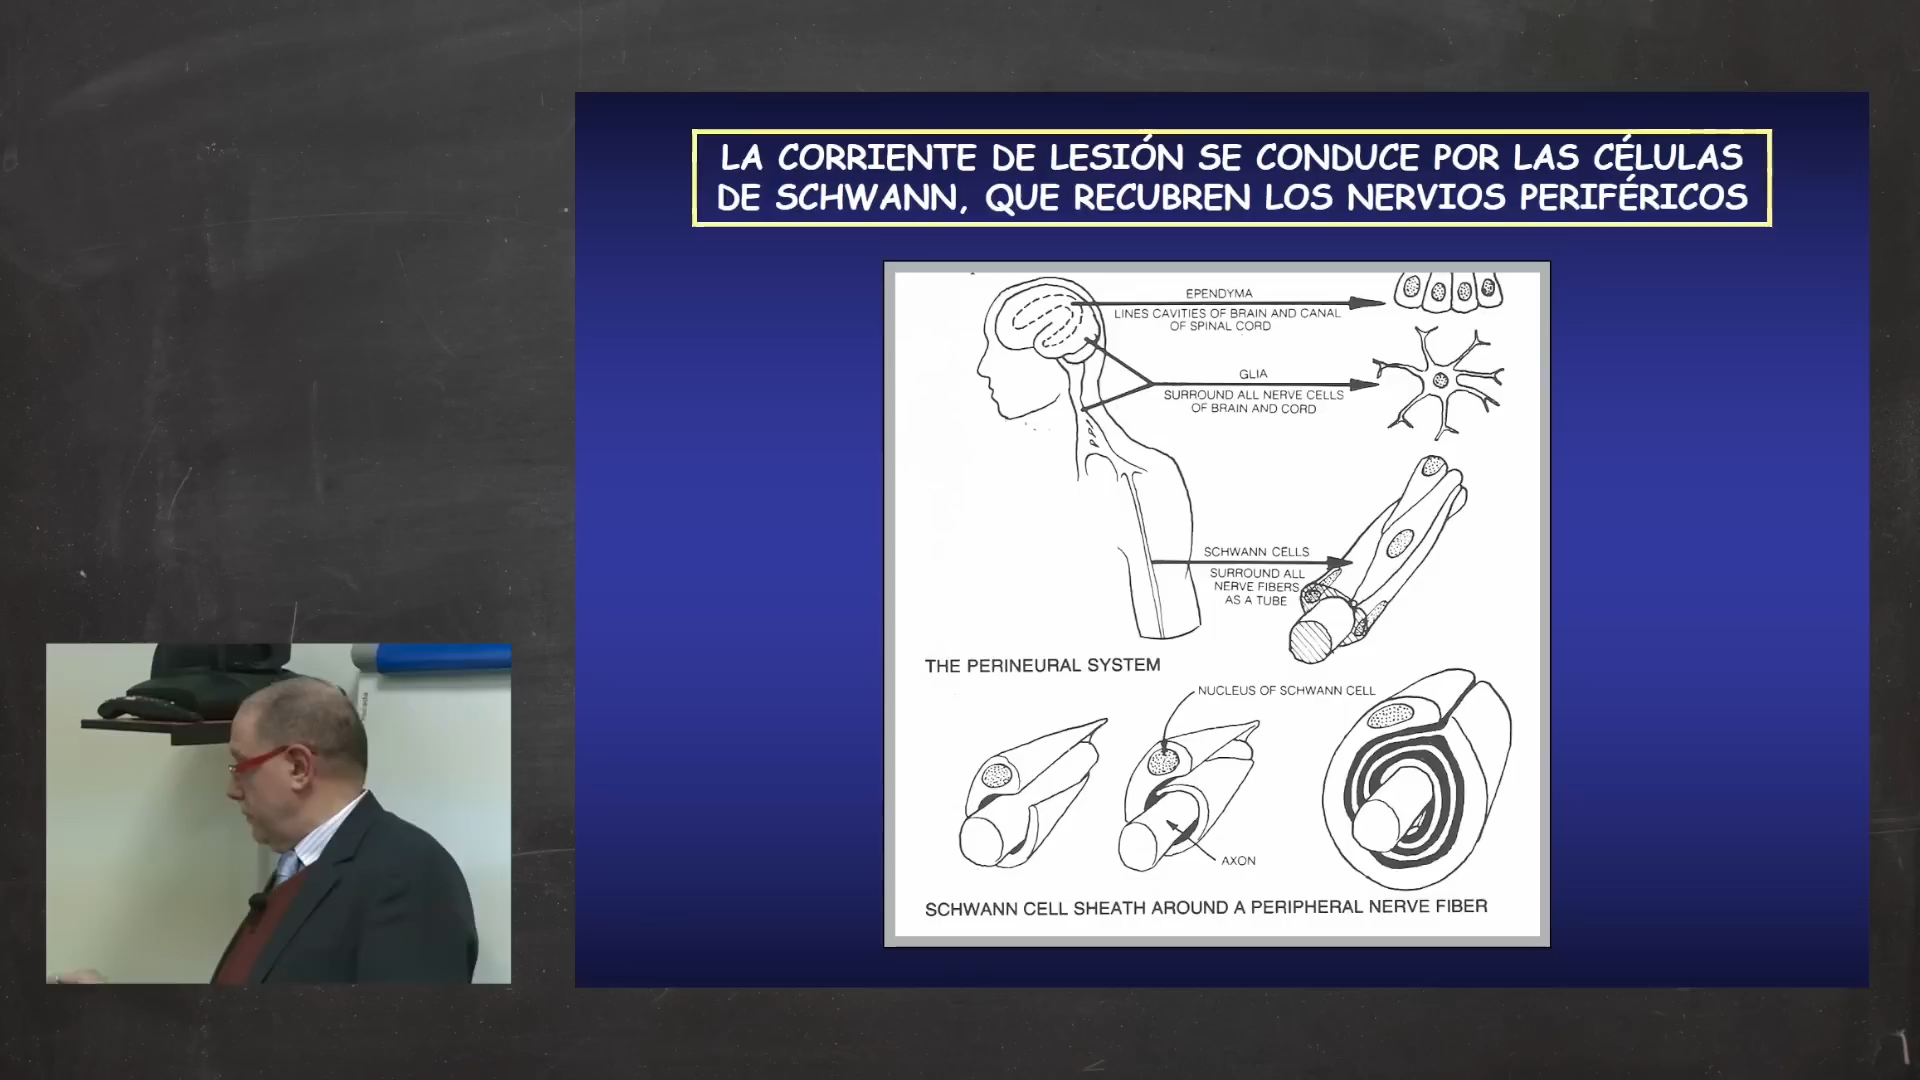 LA CORRIENTE DE LESIÓN SE CONDUCE POR LAS CÉLULAS
DE SCHWANN, QUE RECUBREN LOS NERVIOS PERIFÉRICOS
EPENDYMA
LINES CAVITIES OF BRAIN AND CANAL
OF SPINAL CORD
GLIA
SURROUND ALL NERVE CELLS
OF BRAIN AND CORD
SCHWANN CELLS
SURROUND ALL
NERVE FIBERS
AS A TUBE
THE PERINEURAL SYSTEM
NUCLEUS OF SCHWANN CELL
AXON
SCHWANN CELL SHEATH AROUND A PERIPHERAL NERVE FIBER